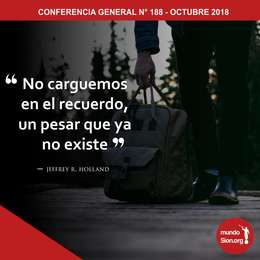 CONFERENCIA GENERAL N° 188 - OCTUBRE 2018
“ No carguemos
en el recuerdo,
un pesar que ya
no existe ”
— JEFFREY R. HOLLAND
mundo
Sion.org